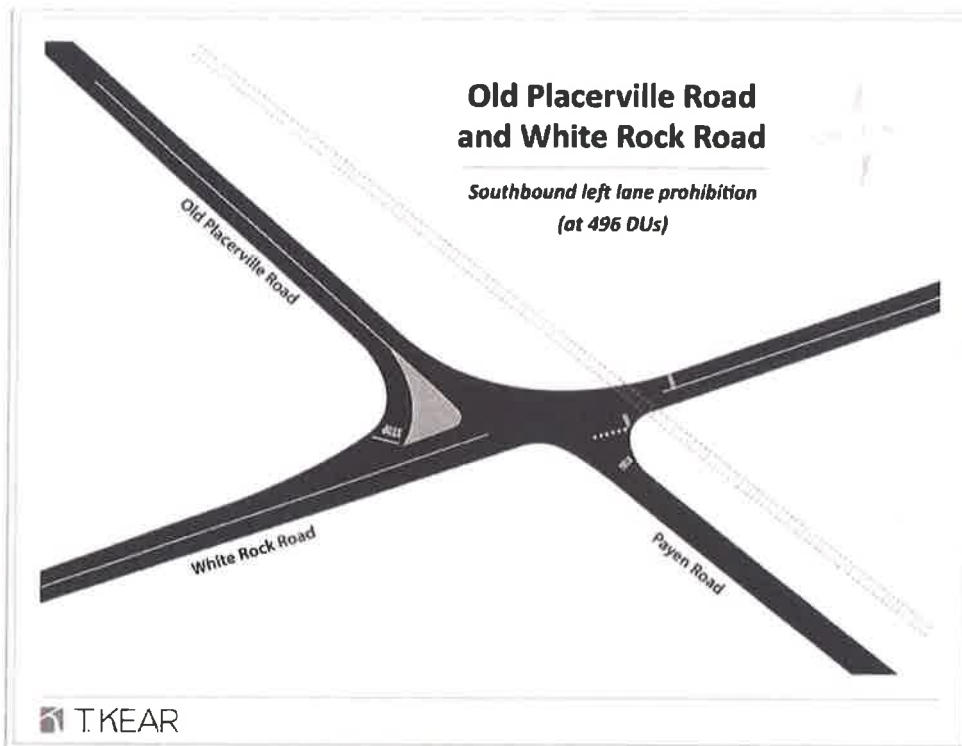 Old Placerville Road
and White Rock Road
Southbound left lane prohibition
(at 496 DUs)
Old Placerville Road
STOP
White Rock Road
Payen Road
T.KEAR